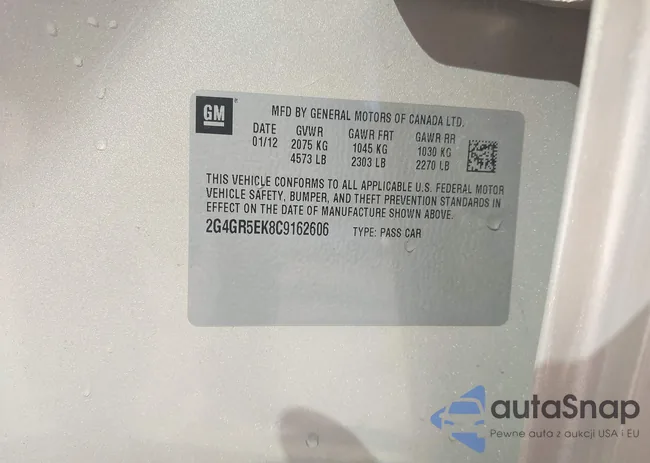 GM
MFD BY GENERAL MOTORS OF CANADA LTD.
DATE GVWR GAWR FRT GAWR RR
01/12 2075 KG 1045 KG 1030 KG
4573 LB 2303 LB 2270 LB
THIS VEHICLE CONFORMS TO ALL APPLICABLE U.S. FEDERAL MOTOR
VEHICLE SAFETY, BUMPER, AND THEFT PREVENTION STANDARDS IN
EFFECT ON THE DATE OF MANUFACTURE SHOWN ABOVE.
2G4GR5EK8C9162606 TYPE: PASS CAR
autaSnap
Pewne auta z aukcji USA i EU